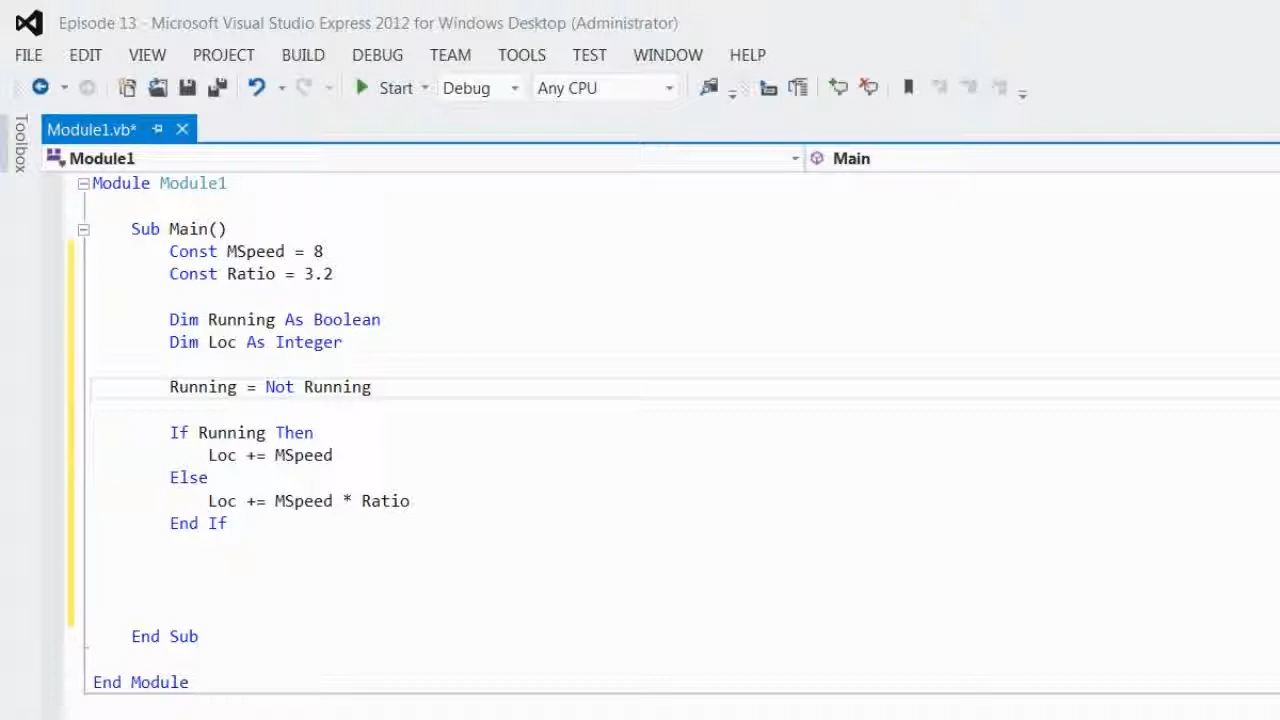 Episode 13 - Microsoft Visual Studio Express 2012 for Windows Desktop (Administrator)
FILE EDIT VIEW PROJECT BUILD DEBUG TEAM TOOLS TEST WINDOW HELP
Start Debug Any CPU
Toolbox
Module1.vb*
Module1 Main
Module Module1
Sub Main()
Const MSpeed = 8
Const Ratio = 3.2
Dim Running As Boolean
Dim Loc As Integer
Running = Not Running
If Running Then
Loc += MSpeed
Else
Loc += MSpeed * Ratio
End If
End Sub
End Module